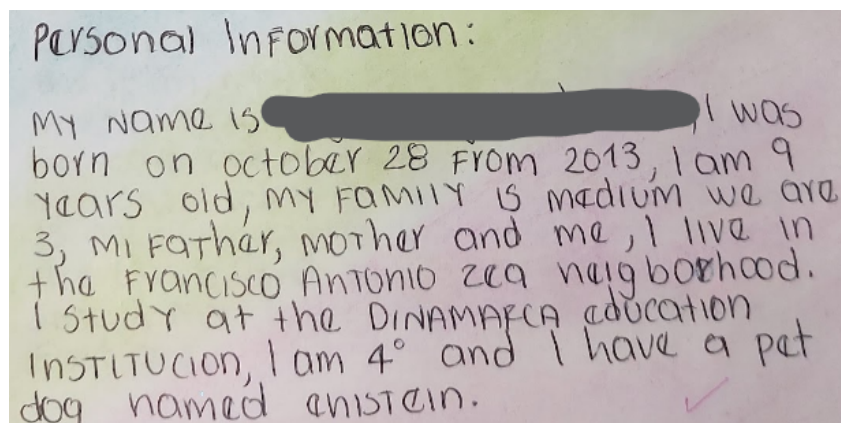 Personal Information:
My name is , I was
born on october 28 From 2013, I am 9
years old, my Family is medium we are
3, mi Father, mother and me, I live in
the Francisco Antonio zea neigborhood.
I study at the DINAMARCA education
Institucion, I am 4° and I have a pet
dog named enistein.